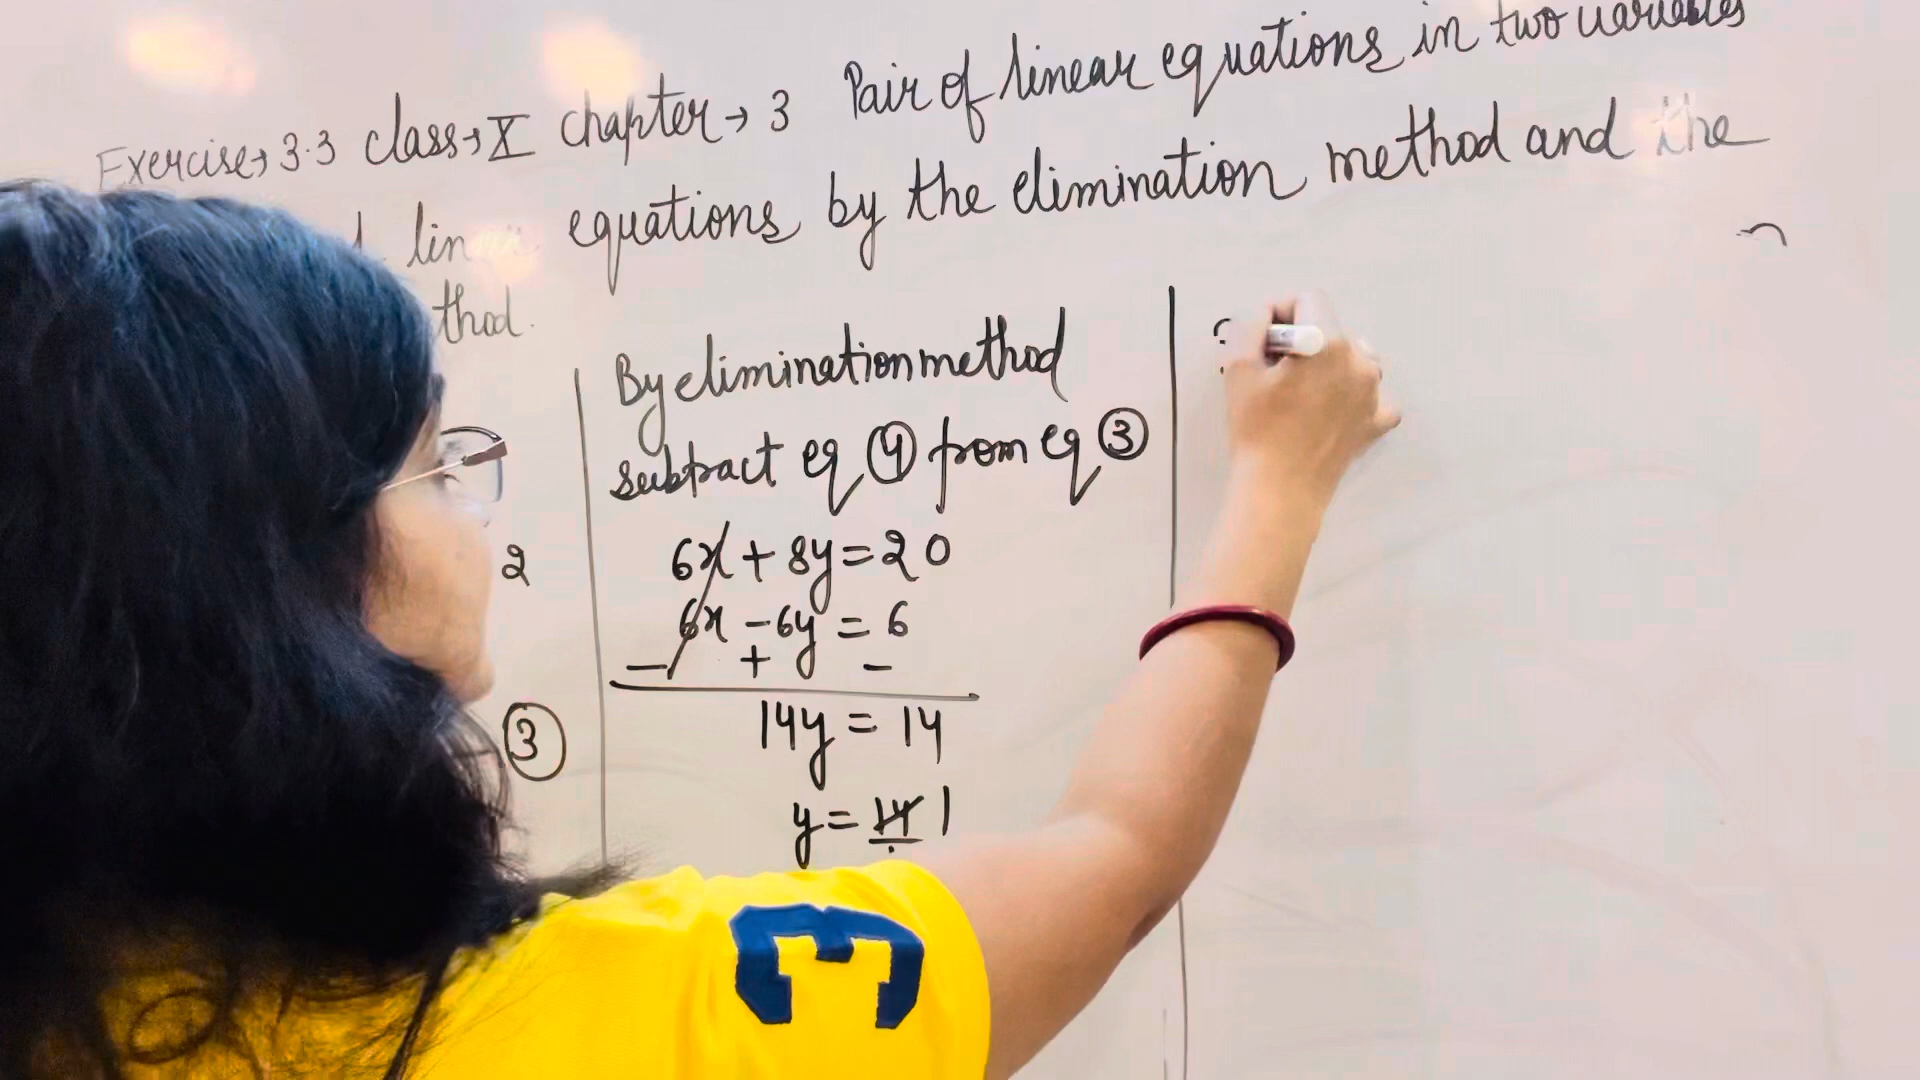 Exercise→ 3.3 class→ X chapter→ 3 Pair of linear equations in two variables
equations by the elimination method and the
thod.
2
③
By elimination method
subtract eq ④ from eq ③
6x + 8y = 20
6x - 6y = 6
- + -
14y = 14
y = 14 1
3